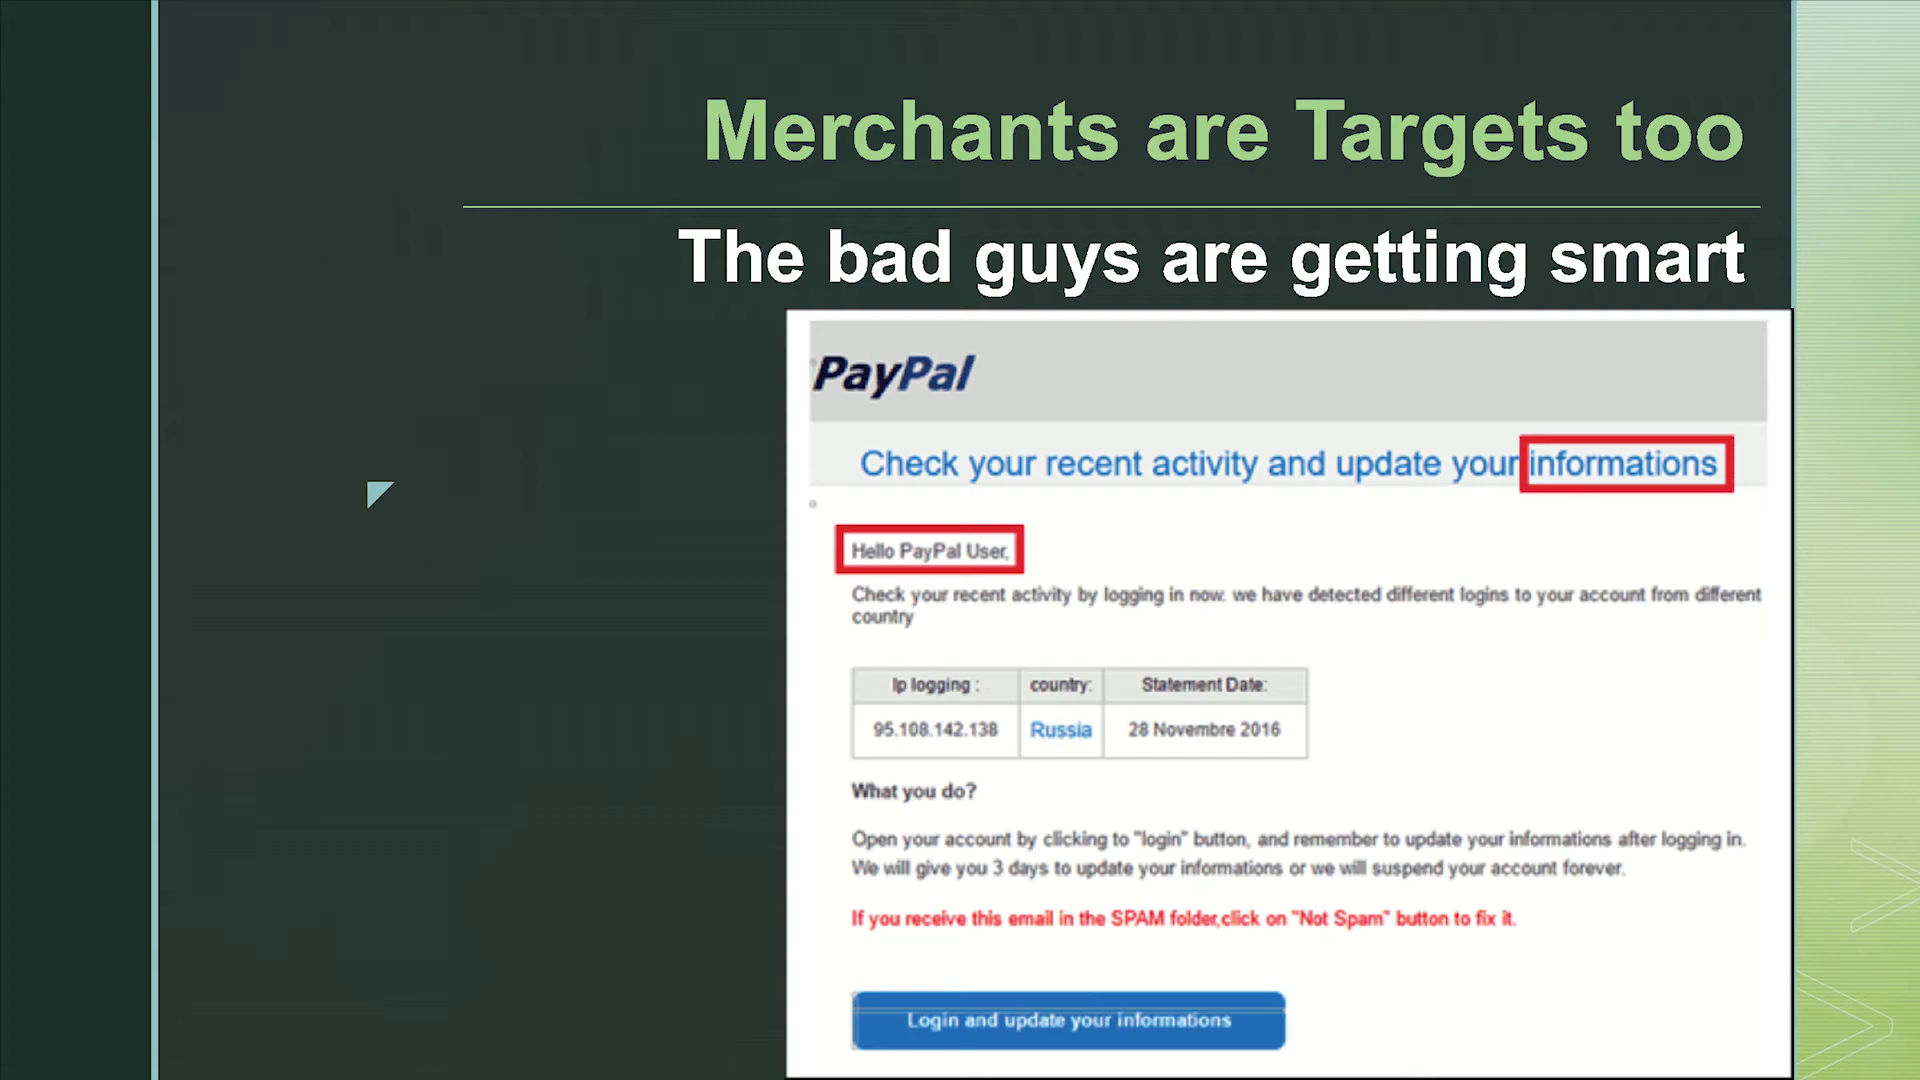 Merchants are Targets too
The bad guys are getting smart
PayPal
Check your recent activity and update your informations
Hello PayPal User,
Check your recent activity by logging in now. we have detected different logins to your account from different
country
Ip logging : country: Statement Date:
95.108.142.138 Russia 28 Novembre 2016
What you do?
Open your account by clicking to "login" button, and remember to update your informations after logging in.
We will give you 3 days to update your informations or we will suspend your account forever.
If you receive this email in the SPAM folder,click on "Not Spam" button to fix it.
Login and update your informations